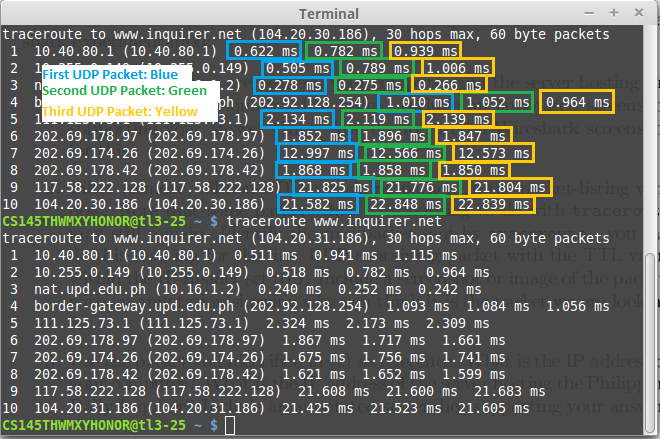 Terminal
traceroute to www.inquirer.net (104.20.30.186), 30 hops max, 60 byte packets
1 10.40.80.1 (10.40.80.1) 0.622 ms 0.782 ms 0.939 ms
2 10.255.0.149 (10.255.0.149) 0.505 ms 0.789 ms 1.006 ms
First UDP Packet: Blue
3 0.278 ms 0.275 ms 0.266 ms
Second UDP Packet: Green
4 (202.92.128.254) 1.010 ms 1.052 ms 0.964 ms
Third UDP Packet: Yellow
5 2.134 ms 2.119 ms 2.139 ms
6 202.69.178.97 (202.69.178.97) 1.852 ms 1.896 ms 1.847 ms
7 202.69.174.26 (202.69.174.26) 12.997 ms 12.566 ms 12.573 ms
8 202.69.178.42 (202.69.178.42) 1.868 ms 1.858 ms 1.850 ms
9 117.58.222.128 (117.58.222.128) 21.825 ms 21.776 ms 21.804 ms
10 104.20.30.186 (104.20.30.186) 21.582 ms 22.848 ms 22.839 ms
CS145THWMXYHONOR@tl3-25 ~ $ traceroute www.inquirer.net
traceroute to www.inquirer.net (104.20.31.186), 30 hops max, 60 byte packets
1 10.40.80.1 (10.40.80.1) 0.511 ms 0.941 ms 1.115 ms
2 10.255.0.149 (10.255.0.149) 0.518 ms 0.782 ms 0.964 ms
3 nat.upd.edu.ph (10.141.1.2) 0.240 ms 0.252 ms 0.242 ms
4 border-gateway.upd.edu.ph (202.92.128.254) 1.093 ms 1.084 ms 1.056 ms
5 111.125.73.1 (111.125.73.1) 2.324 ms 2.173 ms 2.309 ms
6 202.69.178.97 (202.69.178.97) 1.867 ms 1.717 ms 1.661 ms
7 202.69.174.26 (202.69.174.26) 1.675 ms 1.756 ms 1.741 ms
8 202.69.178.42 (202.69.178.42) 1.621 ms 1.652 ms 1.599 ms
9 117.58.222.128 (117.58.222.128) 21.608 ms 21.600 ms 21.683 ms
10 104.20.31.186 (104.20.31.186) 21.425 ms 21.523 ms 21.605 ms
CS145THWMXYHONOR@tl3-25 ~ $